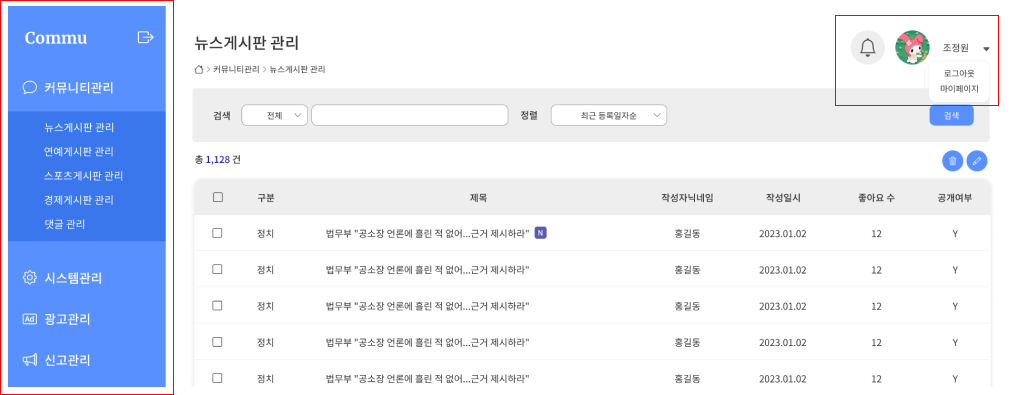 Commu
커뮤니티관리
뉴스게시판 관리
연예게시판 관리
스포츠게시판 관리
경제게시판 관리
댓글 관리
시스템관리
Ad 광고관리
신고관리
뉴스게시판 관리
> 커뮤니티관리 > 뉴스게시판 관리
조정원
로그아웃
마이페이지
검색 전체 정렬 최근 등록일자순 검색
총 1,128 건
구분 제목 작성자닉네임 작성일시 좋아요 수 공개여부
정치 법무부 "공소장 언론에 흘린 적 없어...근거 제시하라" N 홍길동 2023.01.02 12 Y
정치 법무부 "공소장 언론에 흘린 적 없어...근거 제시하라" 홍길동 2023.01.02 12 Y
정치 법무부 "공소장 언론에 흘린 적 없어...근거 제시하라" 홍길동 2023.01.02 12 Y
정치 법무부 "공소장 언론에 흘린 적 없어...근거 제시하라" 홍길동 2023.01.02 12 Y
정치 법무부 "공소장 언론에 흘린 적 없어...근거 제시하라" 홍길동 2023.01.02 12 Y